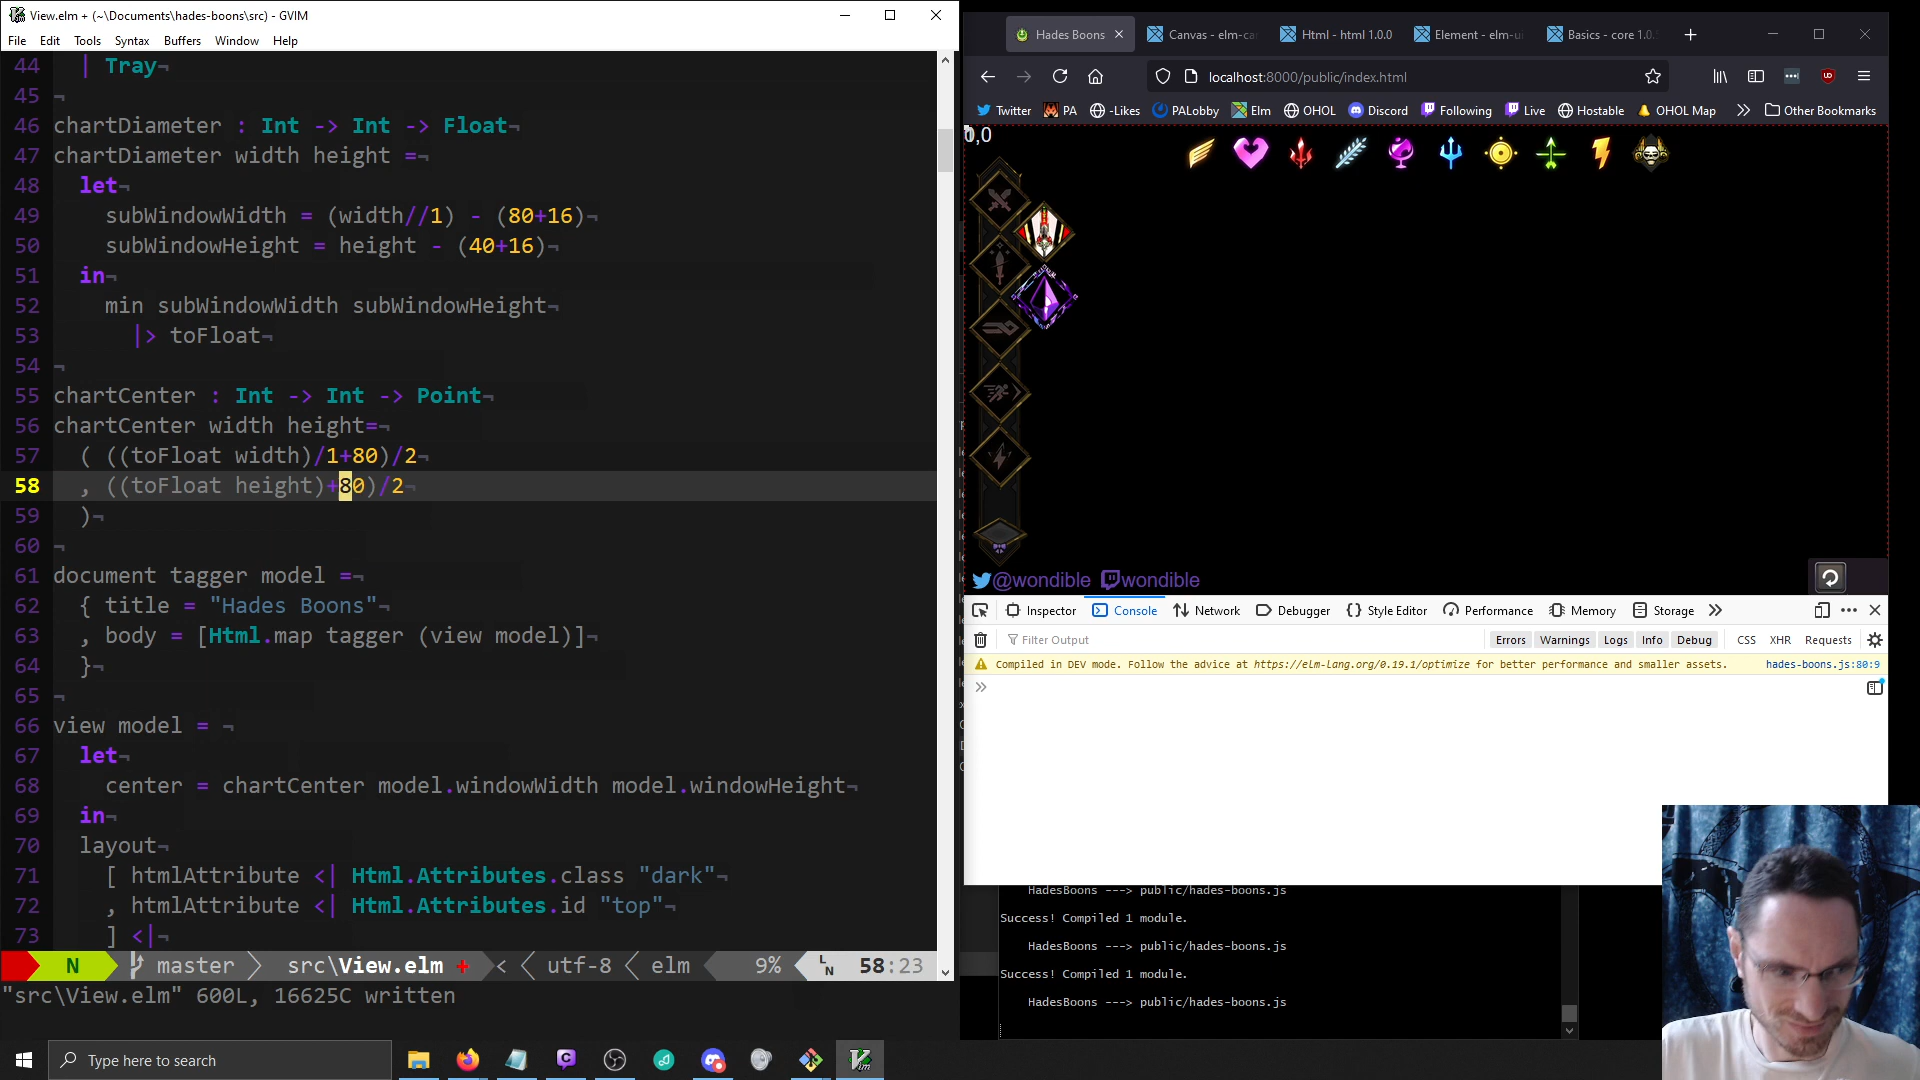 View.elm + (~\Documents\hades-boons\src) - GVIM
File Edit Tools Syntax Buffers Window Help
44 | Tray¬
45 ¬
46 chartDiameter : Int -> Int -> Float¬
47 chartDiameter width height =¬
48 let¬
49 subWindowWidth = (width//1) - (80+16)¬
50 subWindowHeight = height - (40+16)¬
51 in¬
52 min subWindowWidth subWindowHeight¬
53 |> toFloat¬
54 ¬
55 chartCenter : Int -> Int -> Point¬
56 chartCenter width height=¬
57 ( ((toFloat width)/1+80)/2¬
58 , ((toFloat height)+80)/2¬
59 )¬
60 ¬
61 document tagger model =¬
62 { title = "Hades Boons"¬
63 , body = [Html.map tagger (view model)]¬
64 }¬
65 ¬
66 view model = ¬
67 let¬
68 center = chartCenter model.windowWidth model.windowHeight¬
69 in¬
70 layout¬
71 [ htmlAttribute <| Html.Attributes.class "dark"¬
72 , htmlAttribute <| Html.Attributes.id "top"¬
73 ] <|¬
N master src\View.elm + < utf-8 elm 9% LN 58:23
"src\View.elm" 600L, 16625C written
Hades Boons Canvas - elm-ca Html - html 1.0.0 Element - elm-u Basics - core 1.0.
localhost:8000/public/index.html
Twitter PA -Likes PALobby Elm OHOL Discord Following Live Hostable OHOL Map Other Bookmarks
0,0
@wondible wondible
Inspector Console Network Debugger Style Editor Performance Memory Storage
Filter Output Errors Warnings Logs Info Debug CSS XHR Requests
Compiled in DEV mode. Follow the advice at https://elm-lang.org/0.19.1/optimize for better performance and smaller assets. hades-boons.js:80:9
HadesBoons ---> public/hades-boons.js
Success! Compiled 1 module.
HadesBoons ---> public/hades-boons.js
Success! Compiled 1 module.
HadesBoons ---> public/hades-boons.js
Type here to search